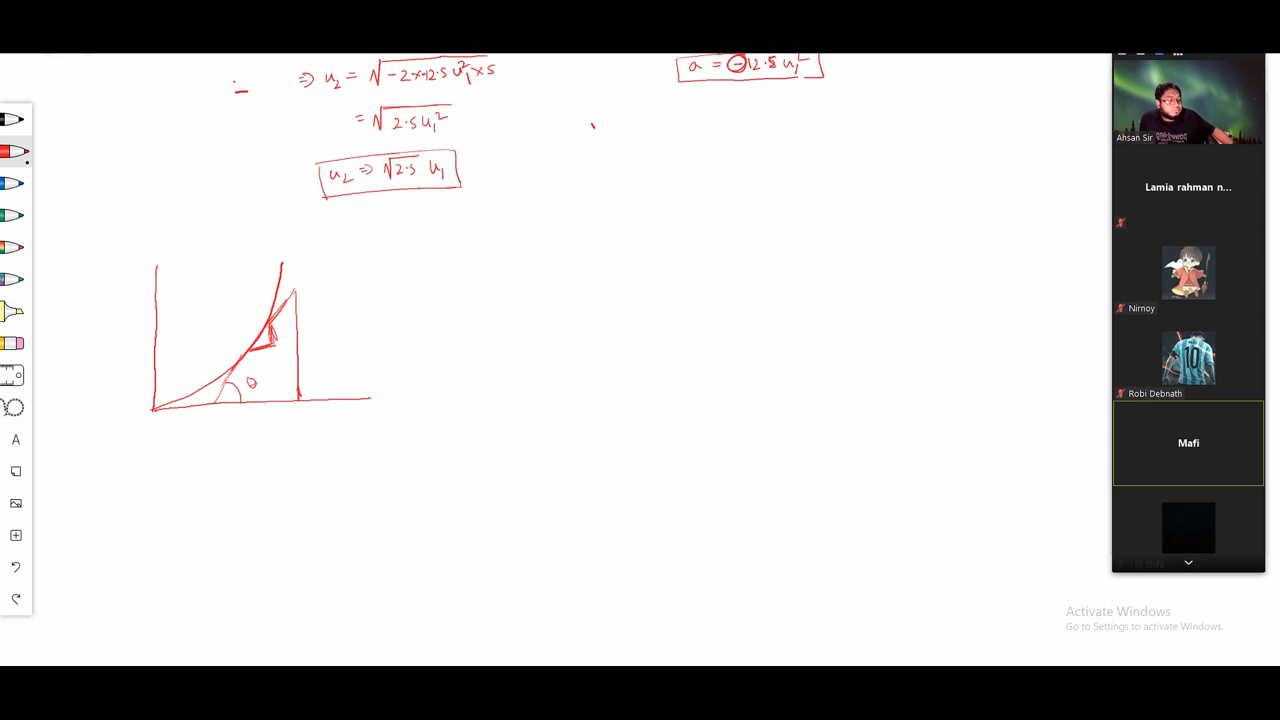 ⇒ u₂ = √-2×-12.5 u₁² × 5
a = -12.5 u₁²
= √2.5 u₁²
u₂ ⇒ √2.5 u₁
θ
Ahsan Sir
Lamia rahman n...
Nirnoy
Robi Debnath
Mafi
A
Activate Windows
Go to Settings to activate Windows.